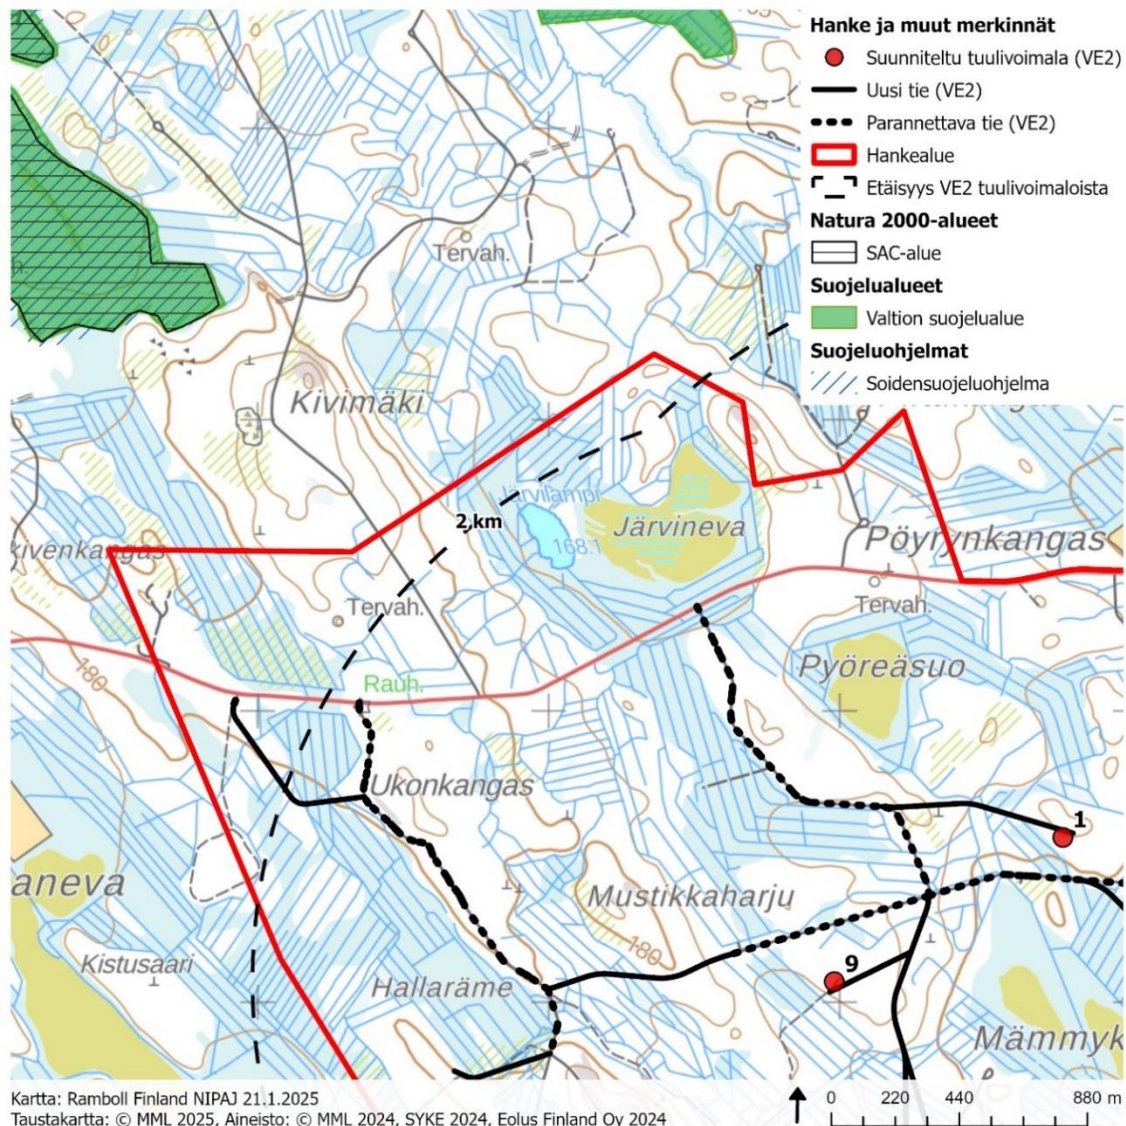 Hanke ja muut merkinnät
Suunniteltu tuulivoimala (VE2)
Uusi tie (VE2)
Parannettava tie (VE2)
Hankealue
Etäisyys VE2 tuulivoimaloista
Natura 2000-alueet
SAC-alue
Suojelualueet
Valtion suojelualue
Suojeluohjelmat
Soidensuojeluohjelma
Tervah.
h.
Kivimäki
Järvilampi
2 km
168.1
Järvineva
Pöyrynkangas
kivenkangas
Tervah.
Tervah.
Pyöreäsuo
180
Rauh.
Ukonkangas
1
aneva
Mustikkaharju
180
Kistusaari
9
Hallaräme
Mämmyk
Kartta: Ramboll Finland NIPAJ 21.1.2025
Taustakartta: © MML 2025, Aineisto: © MML 2024, SYKE 2024, Eolus Finland Oy 2024
0 220 440 880 m